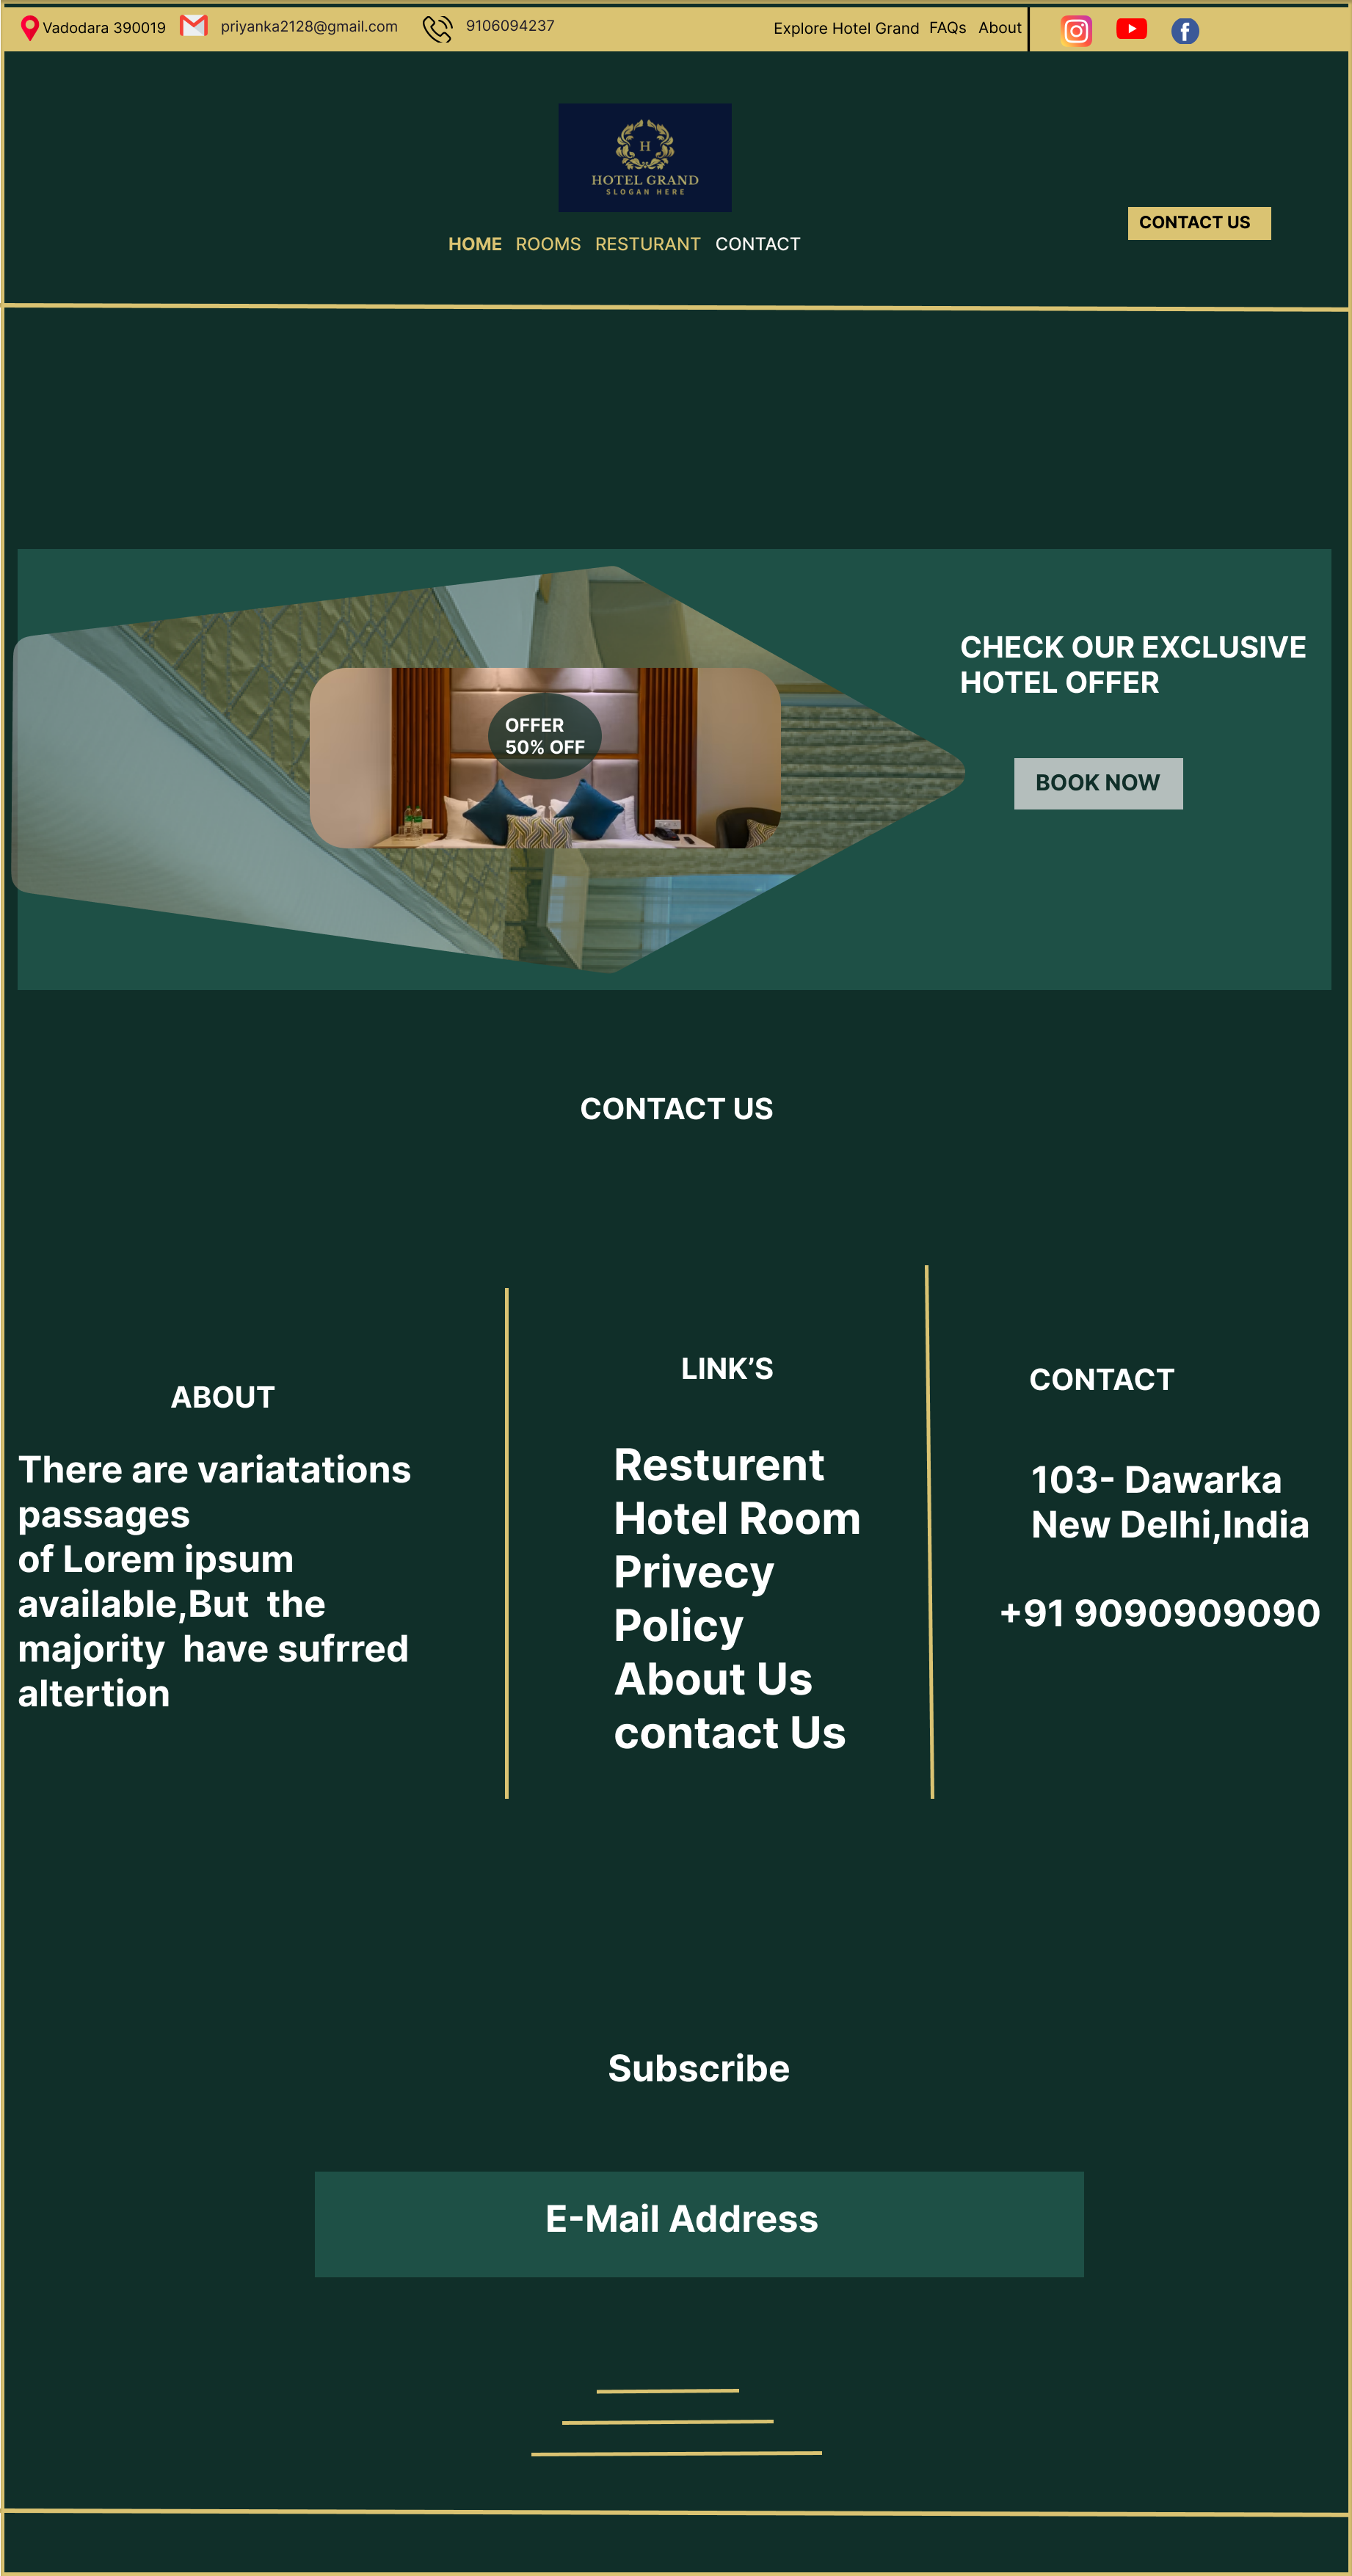 Vadodara 390019
priyanka2128@gmail.com
9106094237
Explore Hotel Grand
FAQs
About
H
HOTEL GRAND
SLOGAN HERE
HOME
ROOMS
RESTURANT
CONTACT
CONTACT US
CHECK OUR EXCLUSIVE
HOTEL OFFER
OFFER
50% OFF
BOOK NOW
CONTACT US
ABOUT
There are variatations
passages
of Lorem ipsum
available,But the
majority have sufrred
altertion
LINK’S
Resturent
Hotel Room
Privecy
Policy
About Us
contact Us
CONTACT
103- Dawarka
New Delhi,India
+91 9090909090
Subscribe
E-Mail Address